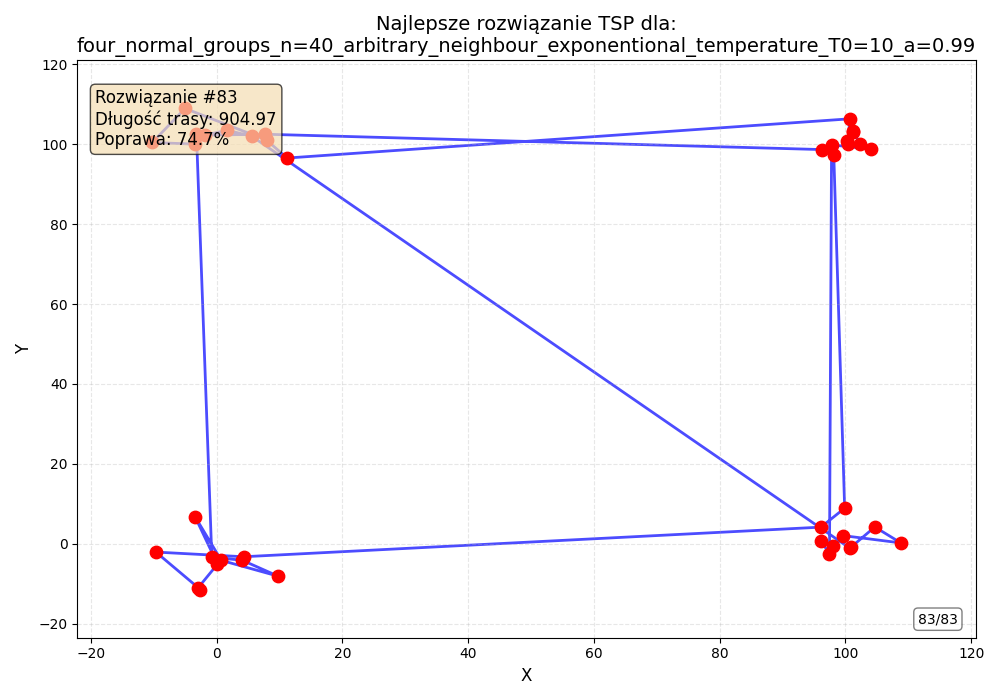 Najlepsze rozwiązanie TSP dla:
four_normal_groups_n=40_arbitrary_neighbour_exponentional_temperature_T0=10_a=0.99
120
100
80
60
40
20
0
−20
Y
Rozwiązanie #83
Długość trasy: 904.97
Poprawa: 74.7%
83/83
−20
0
20
40
60
80
100
120
X